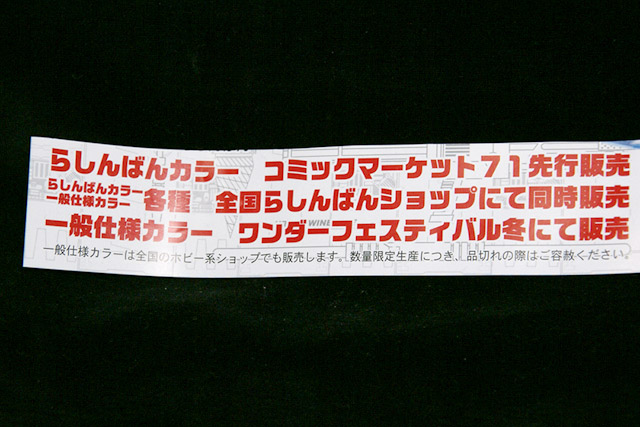 らしんばんカラー　コミックマーケット71先行販売
らしんばんカラー
一般仕様カラー 各種　全国らしんばんショップにて同時販売
一般仕様カラー　ワンダーフェスティバル冬にて販売
一般仕様カラーは全国のホビー系ショップでも販売します。数量限定生産につき、品切れの際はご容赦ください。
WINE